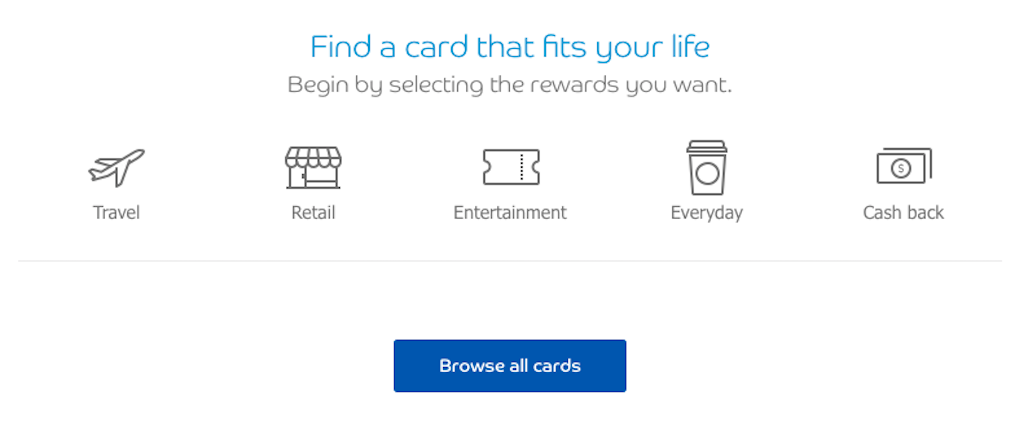 Find a card that fits your life
Begin by selecting the rewards you want.
Travel
Retail
Entertainment
Everyday
Cash back
$
Browse all cards